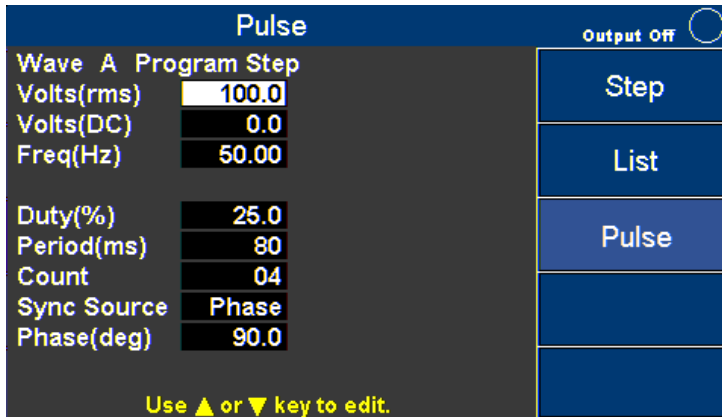 Pulse
Output Off
Wave A Program Step
Volts(rms) 100.0
Volts(DC) 0.0
Freq(Hz) 50.00
Duty(%) 25.0
Period(ms) 80
Count 04
Sync Source Phase
Phase(deg) 90.0
Use ▲ or ▼ key to edit.
Step
List
Pulse